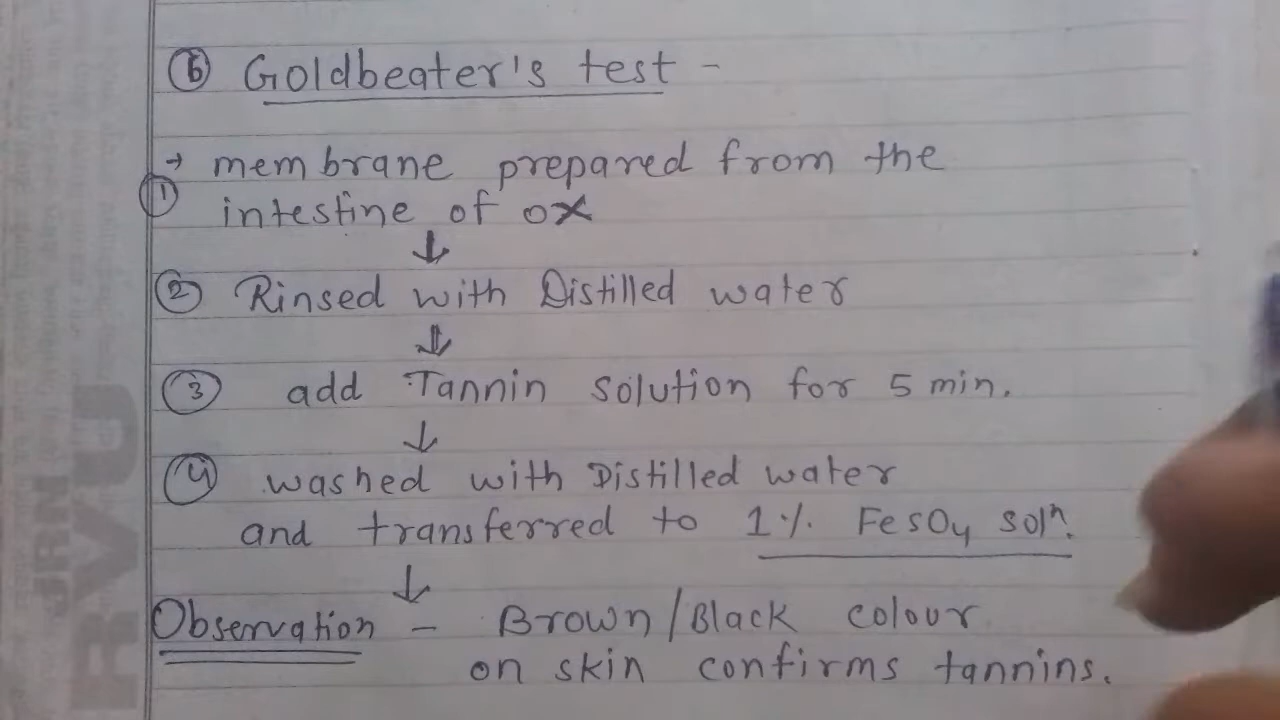 ⑥ Goldbeater's test -
→ membrane prepared from the
① intestine of ox
↓
② Rinsed with Distilled water
↓
③ add Tannin solution for 5 min.
↓
④ washed with Distilled water
and transferred to 1% FeSO4 solⁿ.
↓
Observation - Brown/Black colour
on skin confirms tannins.
JRN
RVU